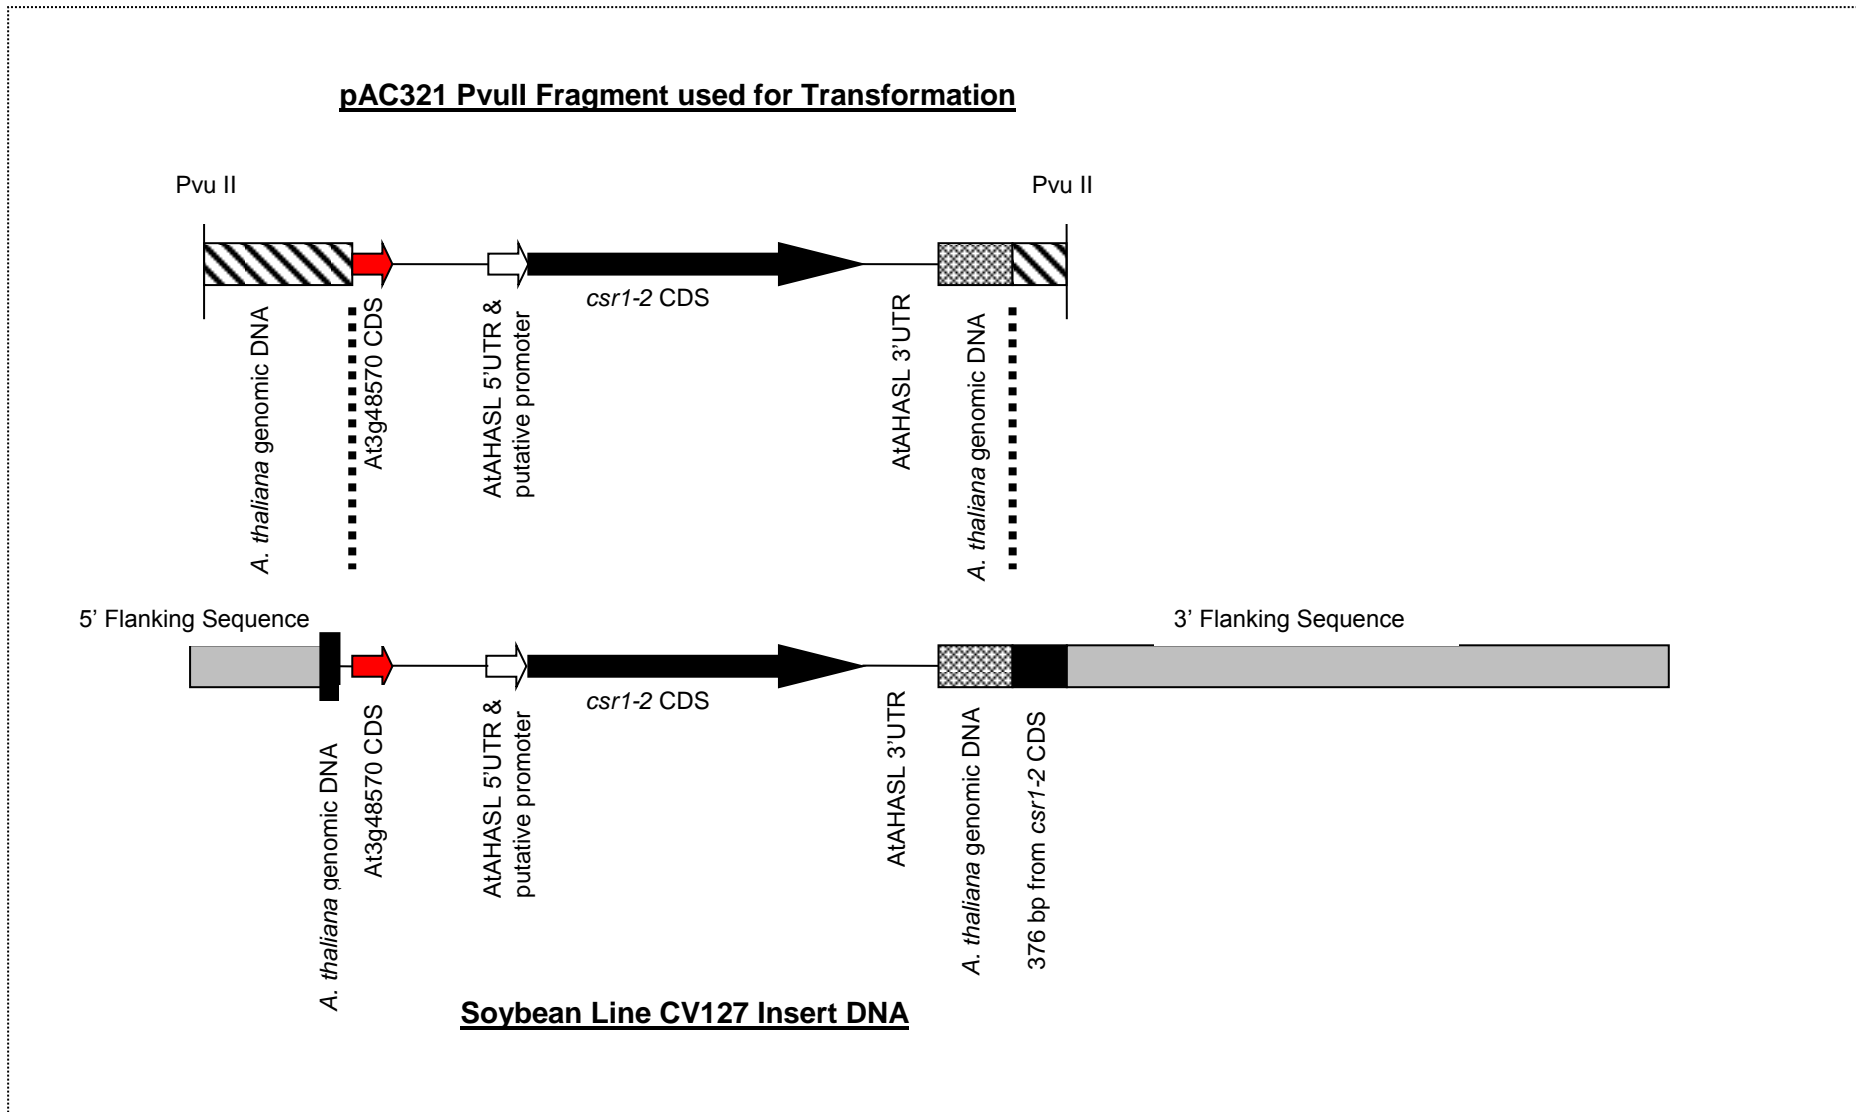 pAC321 PvuII Fragment used for Transformation
Pvu II
Pvu II
A. thaliana genomic DNA
At3g48570 CDS
AtAHASL 5'UTR &
putative promoter
csr1-2 CDS
AtAHASL 3'UTR
A. thaliana genomic DNA
5' Flanking Sequence
3' Flanking Sequence
A. thaliana genomic DNA
At3g48570 CDS
AtAHASL 5'UTR &
putative promoter
csr1-2 CDS
AtAHASL 3'UTR
A. thaliana genomic DNA
376 bp from csr1-2 CDS
Soybean Line CV127 Insert DNA